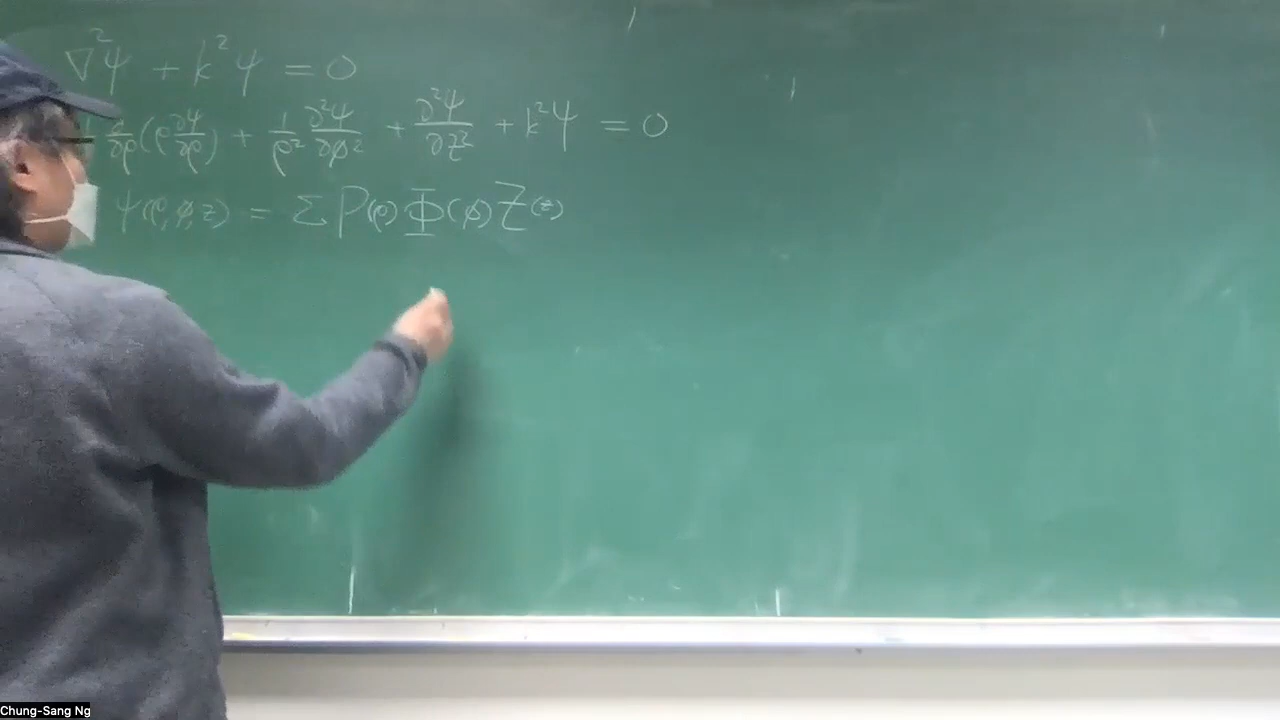 ∇²ψ + k²ψ = 0
1 ∂/∂ρ(ρ ∂ψ/∂ρ) + 1/ρ² ∂²ψ/∂ϕ² + ∂²ψ/∂z² + k²ψ = 0
ψ(ρ,ϕ,z) = Σ P(ρ) Φ(ϕ) Z(z)
Chung-Sang Ng